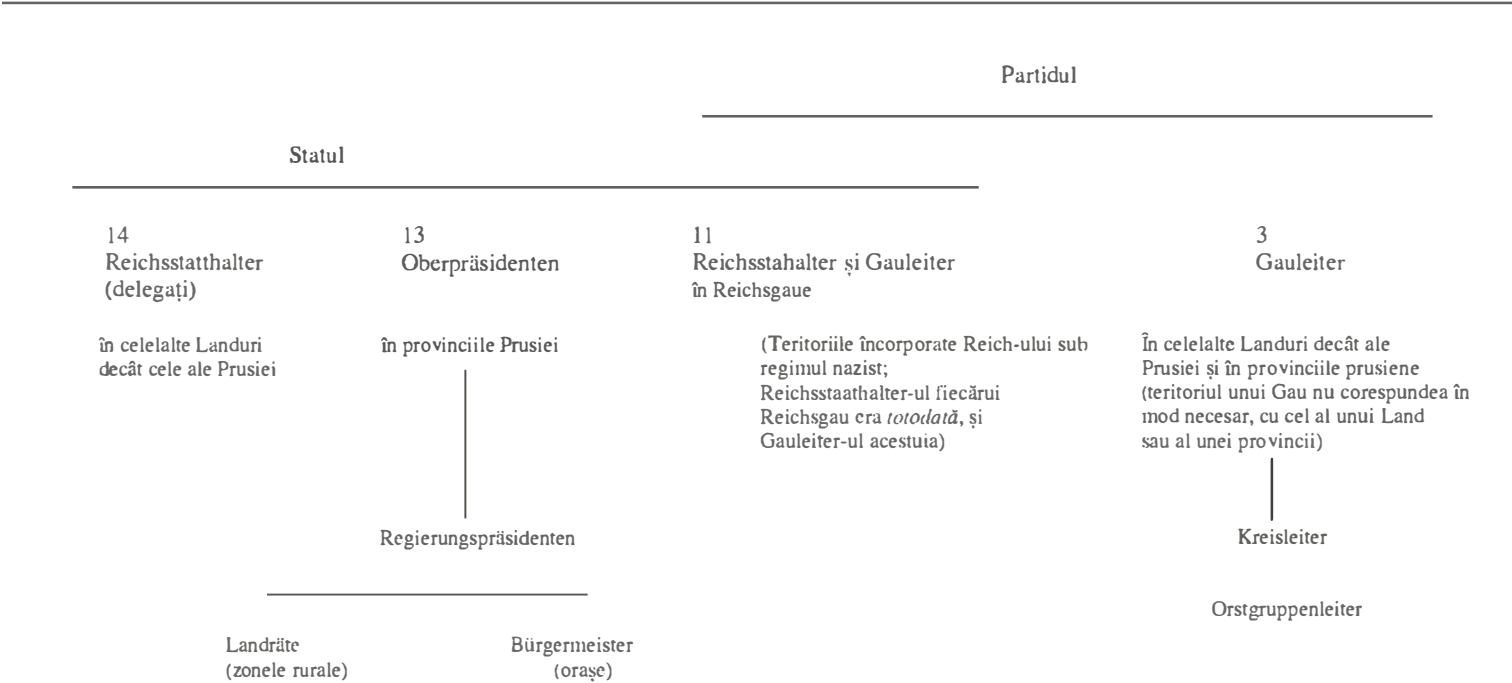 Partidul
Statul
14
Reichsstatthalter
(delegați)
în celelalte Landuri
decât cele ale Prusiei
13
Oberpräsidenten
în provinciile Prusiei
Regierungspräsidenten
Landräte
(zonele rurale)
Bürgermeister
(orașe)
11
Reichsstahalter și Gauleiter
în Reichsgaue
(Teritoriile încorporate Reich-ului sub
regimul nazist;
Reichsstaathalter-ul fiecărui
Reichsgau era totodată, și
Gauleiter-ul acestuia)
3
Gauleiter
În celelalte Landuri decât ale
Prusiei și în provinciile prusiene
(teritoriul unui Gau nu corespundea în
mod necesar, cu cel al unui Land
sau al unei provincii)
Kreisleiter
Orstgruppenleiter